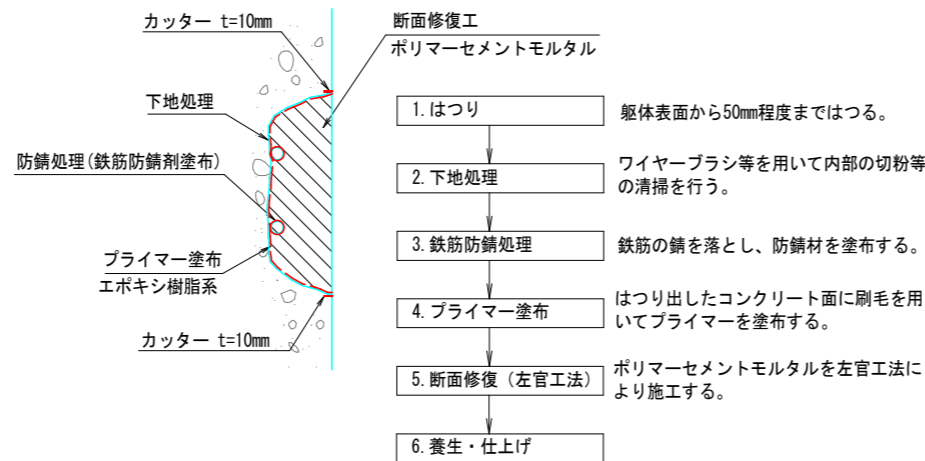 カッター t=10mm
断面修復工
ポリマーセメントモルタル
下地処理
防錆処理(鉄筋防錆剤塗布)
プライマー塗布
エポキシ樹脂系
カッター t=10mm
1.はつり
躯体表面から50mm程度まではつる。
2.下地処理
ワイヤーブラシ等を用いて内部の切粉等
の清掃を行う。
3.鉄筋防錆処理
鉄筋の錆を落とし、防錆材を塗布する。
4.プライマー塗布
はつり出したコンクリート面に刷毛を用
いてプライマーを塗布する。
5.断面修復（左官工法）
ポリマーセメントモルタルを左官工法に
より施工する。
6.養生・仕上げ